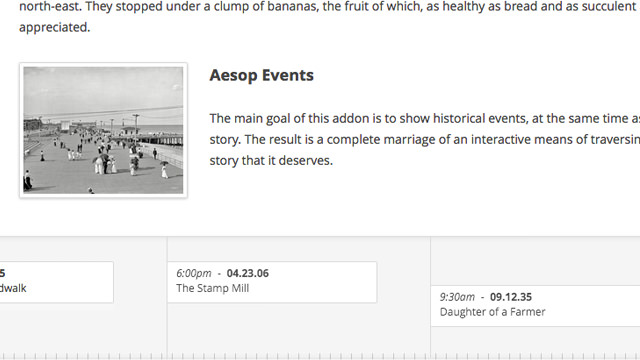 north-east. They stopped under a clump of bananas, the fruit of which, as healthy as bread and as succulent
appreciated.
Aesop Events
The main goal of this addon is to show historical events, at the same time as
story. The result is a complete marriage of an interactive means of traversin
story that it deserves.
5
dwalk
6:00pm - 04.23.06
The Stamp Mill
9:30am - 09.12.35
Daughter of a Farmer